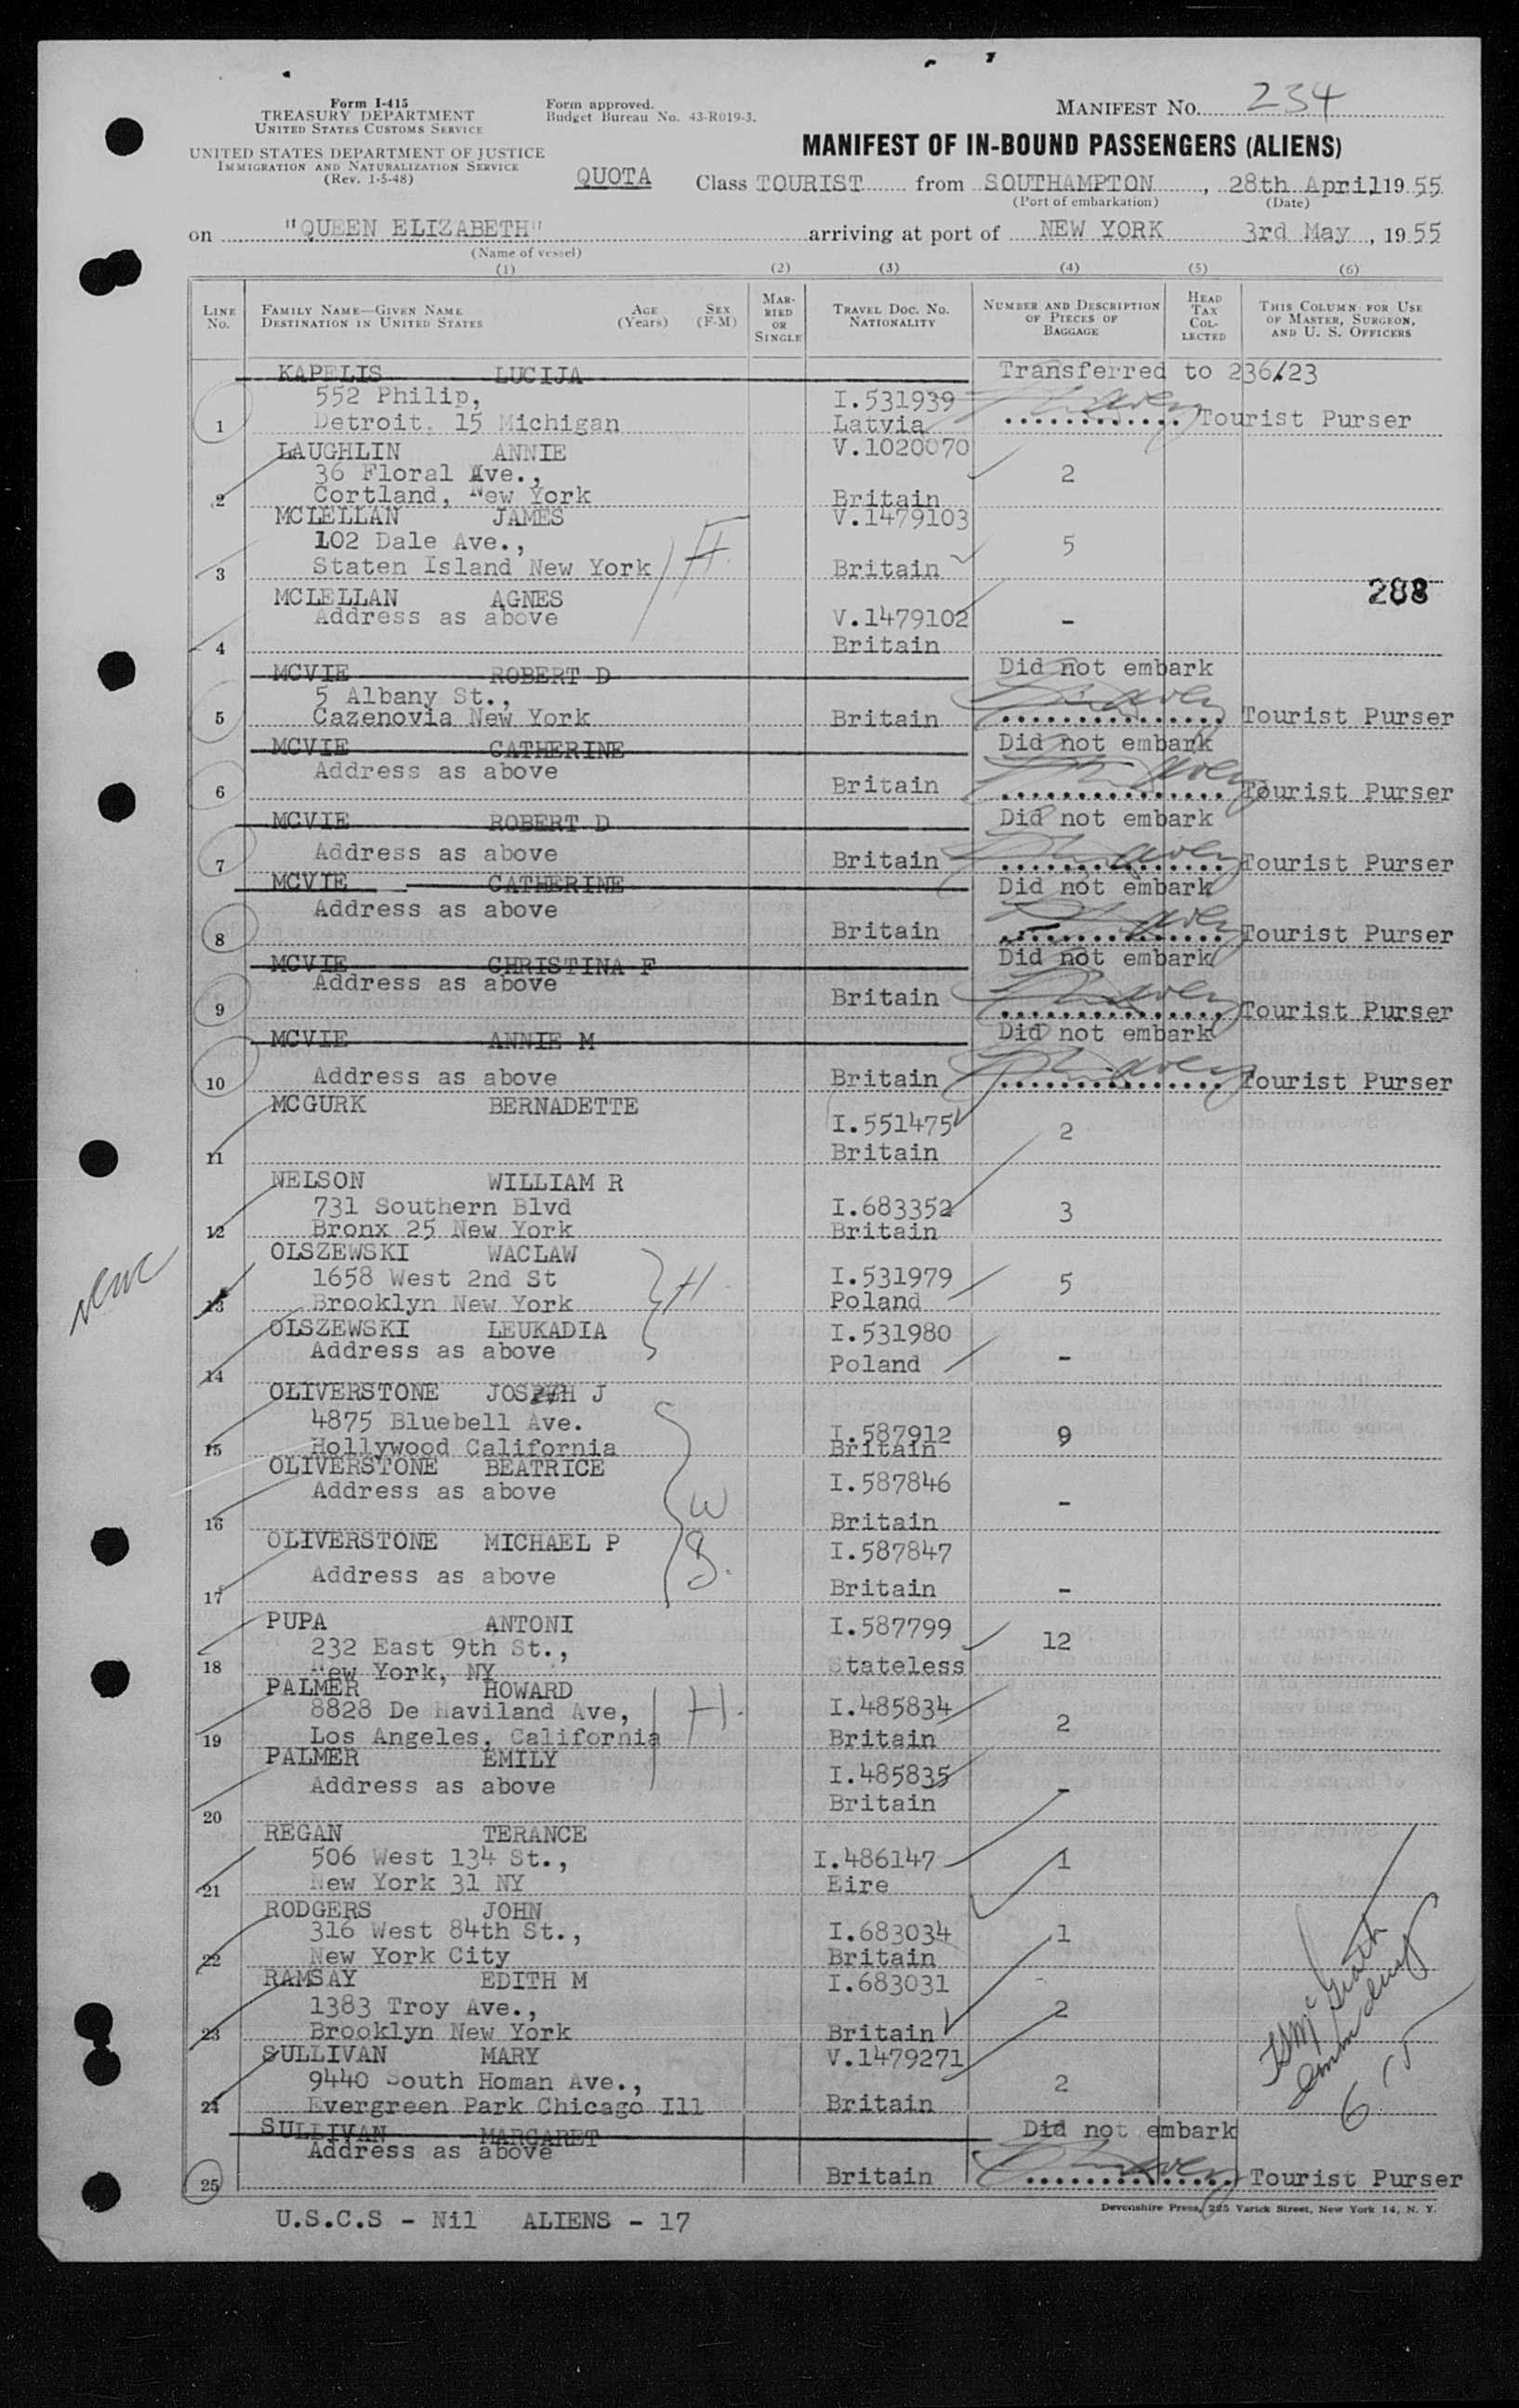 Form I-415
TREASURY DEPARTMENT
UNITED STATES CUSTOMS SERVICE
UNITED STATES DEPARTMENT OF JUSTICE
IMMIGRATION AND NATURALIZATION SERVICE
(Rev. 1-5-48)
Form approved.
Budget Bureau No. 43-R019-3.
MANIFEST NO. 234
MANIFEST OF IN-BOUND PASSENGERS (ALIENS)
QUOTA Class TOURIST from SOUTHAMPTON, 28th April 1955
(Port of embarkation) (Date)
on "QUEEN ELIZABETH" arriving at port of NEW YORK 3rd May, 1955
(Name of vessel)
(1) (2) (3) (4) (5) (6)
LINE No. FAMILY NAME—GIVEN NAME DESTINATION IN UNITED STATES AGE (Years) SEX (F-M) MARRIED OR SINGLE TRAVEL DOC. NO. NATIONALITY NUMBER AND DESCRIPTION OF PIECES OF BAGGAGE HEAD TAX COLLECTED THIS COLUMN FOR USE OF MASTER, SURGEON, AND U. S. OFFICERS
KAPELIS LUCIJA Transferred to 236/23
552 Philip, I.531939
1 Detroit, 15 Michigan Latvia Tourist Purser
LAUGHLIN ANNIE V.1020070
36 Floral Ave., 2
2 Cortland, New York Britain
MCLELLAN JAMES V.1479103
102 Dale Ave., 5
3 Staten Island New York H. Britain
288
MCLELLAN AGNES
Address as above V.1479102 -
4 Britain
MCVIE ROBERT D Did not embark
5 Albany St.,
5 Cazenovia New York Britain Tourist Purser
MCVIE CATHERINE Did not embark
Address as above
6 Britain Tourist Purser
MCVIE ROBERT D Did not embark
Address as above
7 Britain Tourist Purser
MCVIE CATHERINE Did not embark
Address as above
8 Britain Tourist Purser
MCVIE CHRISTINA F Did not embark
Address as above
9 Britain Tourist Purser
MCVIE ANNIE M Did not embark
10 Address as above Britain Tourist Purser
MCGURK BERNADETTE
I.551475 2
11 Britain
NELSON WILLIAM R
731 Southern Blvd I.683352 3
12 Bronx 25 New York Britain
OLSZEWSKI WACLAW
1658 West 2nd St H. I.531979 5
13 Brooklyn New York Poland
OLSZEWSKI LEUKADIA I.531980
Address as above Poland -
14
OLIVERSTONE JOSEPH J
4875 Bluebell Ave. I.587912 9
15 Hollywood California Britain
OLIVERSTONE BEATRICE
Address as above I.587846 -
16 W Britain
OLIVERSTONE MICHAEL P I.587847
Address as above
17 Britain -
PUPA ANTONI I.587799
232 East 9th St., 12
18 New York, NY Stateless
PALMER HOWARD
8828 De Haviland Ave, H. I.485834 2
19 Los Angeles, California Britain
PALMER EMILY I.485835
Address as above -
20 Britain
REGAN TERANCE
506 West 134 St., I.486147 1
21 New York 31 NY Eire
RODGERS JOHN
316 West 84th St., I.683034 1
22 New York City Britain
RAMSAY EDITH M I.683031
1383 Troy Ave., 2
23 Brooklyn New York Britain
SULLIVAN MARY V.1479271
9440 South Homan Ave., 2
24 Evergreen Park Chicago Ill Britain
SULLIVAN MARGARET Did not embark
Address as above
25 Britain Tourist Purser
Devonshire Press, 225 Varick Street, New York 14, N. Y.
U.S.C.S - Nil ALIENS - 17